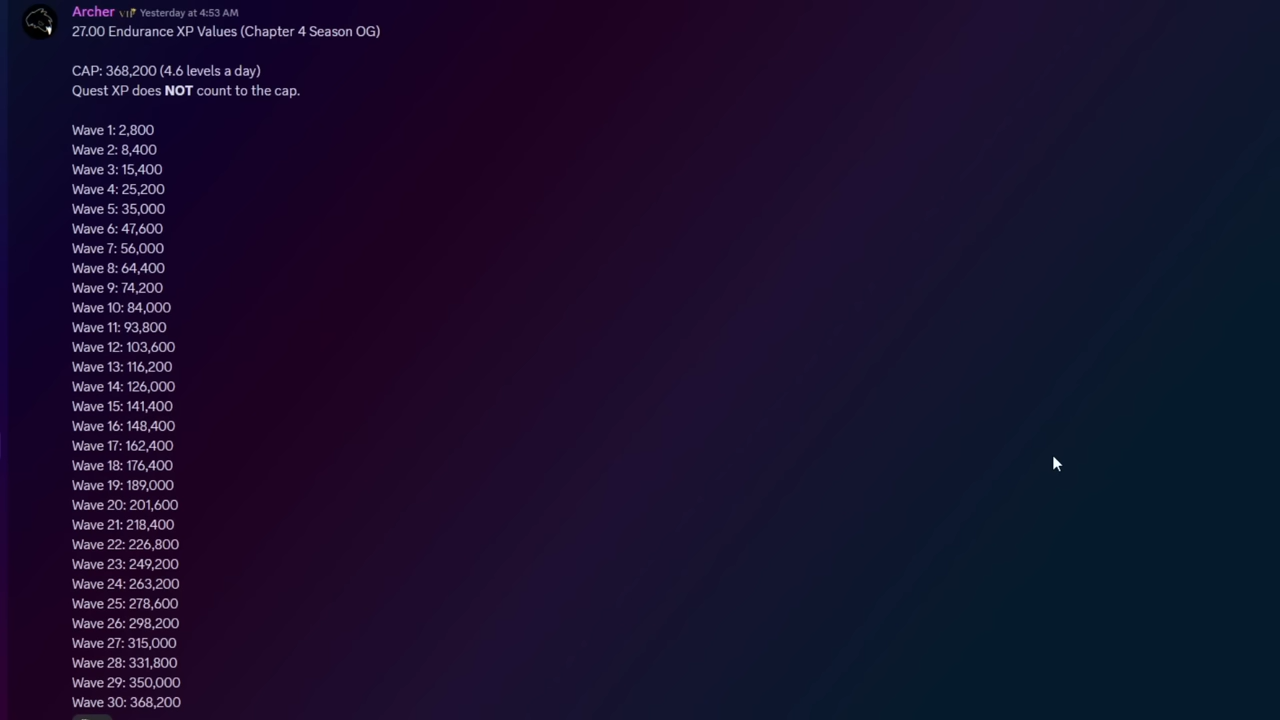 Archer VIP Yesterday at 4:53 AM
27.00 Endurance XP Values (Chapter 4 Season OG)
CAP: 368,200 (4.6 levels a day)
Quest XP does NOT count to the cap.
Wave 1: 2,800
Wave 2: 8,400
Wave 3: 15,400
Wave 4: 25,200
Wave 5: 35,000
Wave 6: 47,600
Wave 7: 56,000
Wave 8: 64,400
Wave 9: 74,200
Wave 10: 84,000
Wave 11: 93,800
Wave 12: 103,600
Wave 13: 116,200
Wave 14: 126,000
Wave 15: 141,400
Wave 16: 148,400
Wave 17: 162,400
Wave 18: 176,400
Wave 19: 189,000
Wave 20: 201,600
Wave 21: 218,400
Wave 22: 226,800
Wave 23: 249,200
Wave 24: 263,200
Wave 25: 278,600
Wave 26: 298,200
Wave 27: 315,000
Wave 28: 331,800
Wave 29: 350,000
Wave 30: 368,200